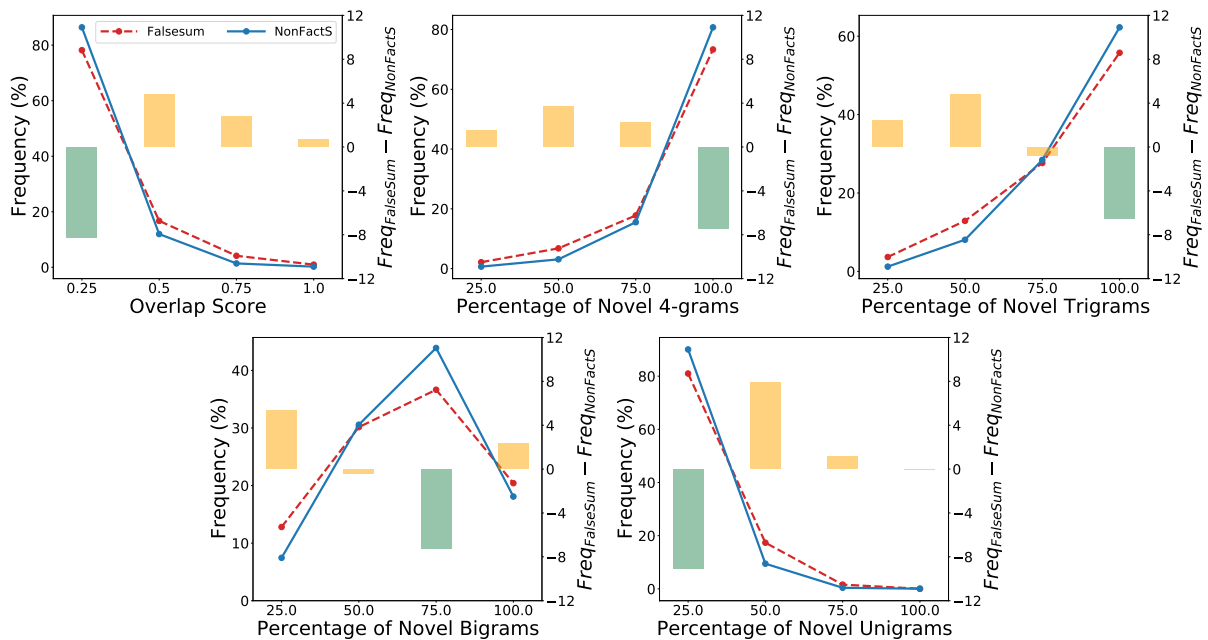 Falsesum
NonFactS
Frequency (%)
80
60
40
20
0
12
8
4
0
−4
−8
−12
Freq_FalseSum − Freq_NonFactS
0.25 0.5 0.75 1.0
Overlap Score
Frequency (%)
80
60
40
20
0
12
8
4
0
−4
−8
−12
Freq_FalseSum − Freq_NonFactS
25.0 50.0 75.0 100.0
Percentage of Novel 4-grams
Frequency (%)
60
40
20
0
12
8
4
0
−4
−8
−12
Freq_FalseSum − Freq_NonFactS
25.0 50.0 75.0 100.0
Percentage of Novel Trigrams
Frequency (%)
40
30
20
10
0
12
8
4
0
−4
−8
−12
Freq_FalseSum − Freq_NonFactS
25.0 50.0 75.0 100.0
Percentage of Novel Bigrams
Frequency (%)
80
60
40
20
0
12
8
4
0
−4
−8
−12
Freq_FalseSum − Freq_NonFactS
25.0 50.0 75.0 100.0
Percentage of Novel Unigrams